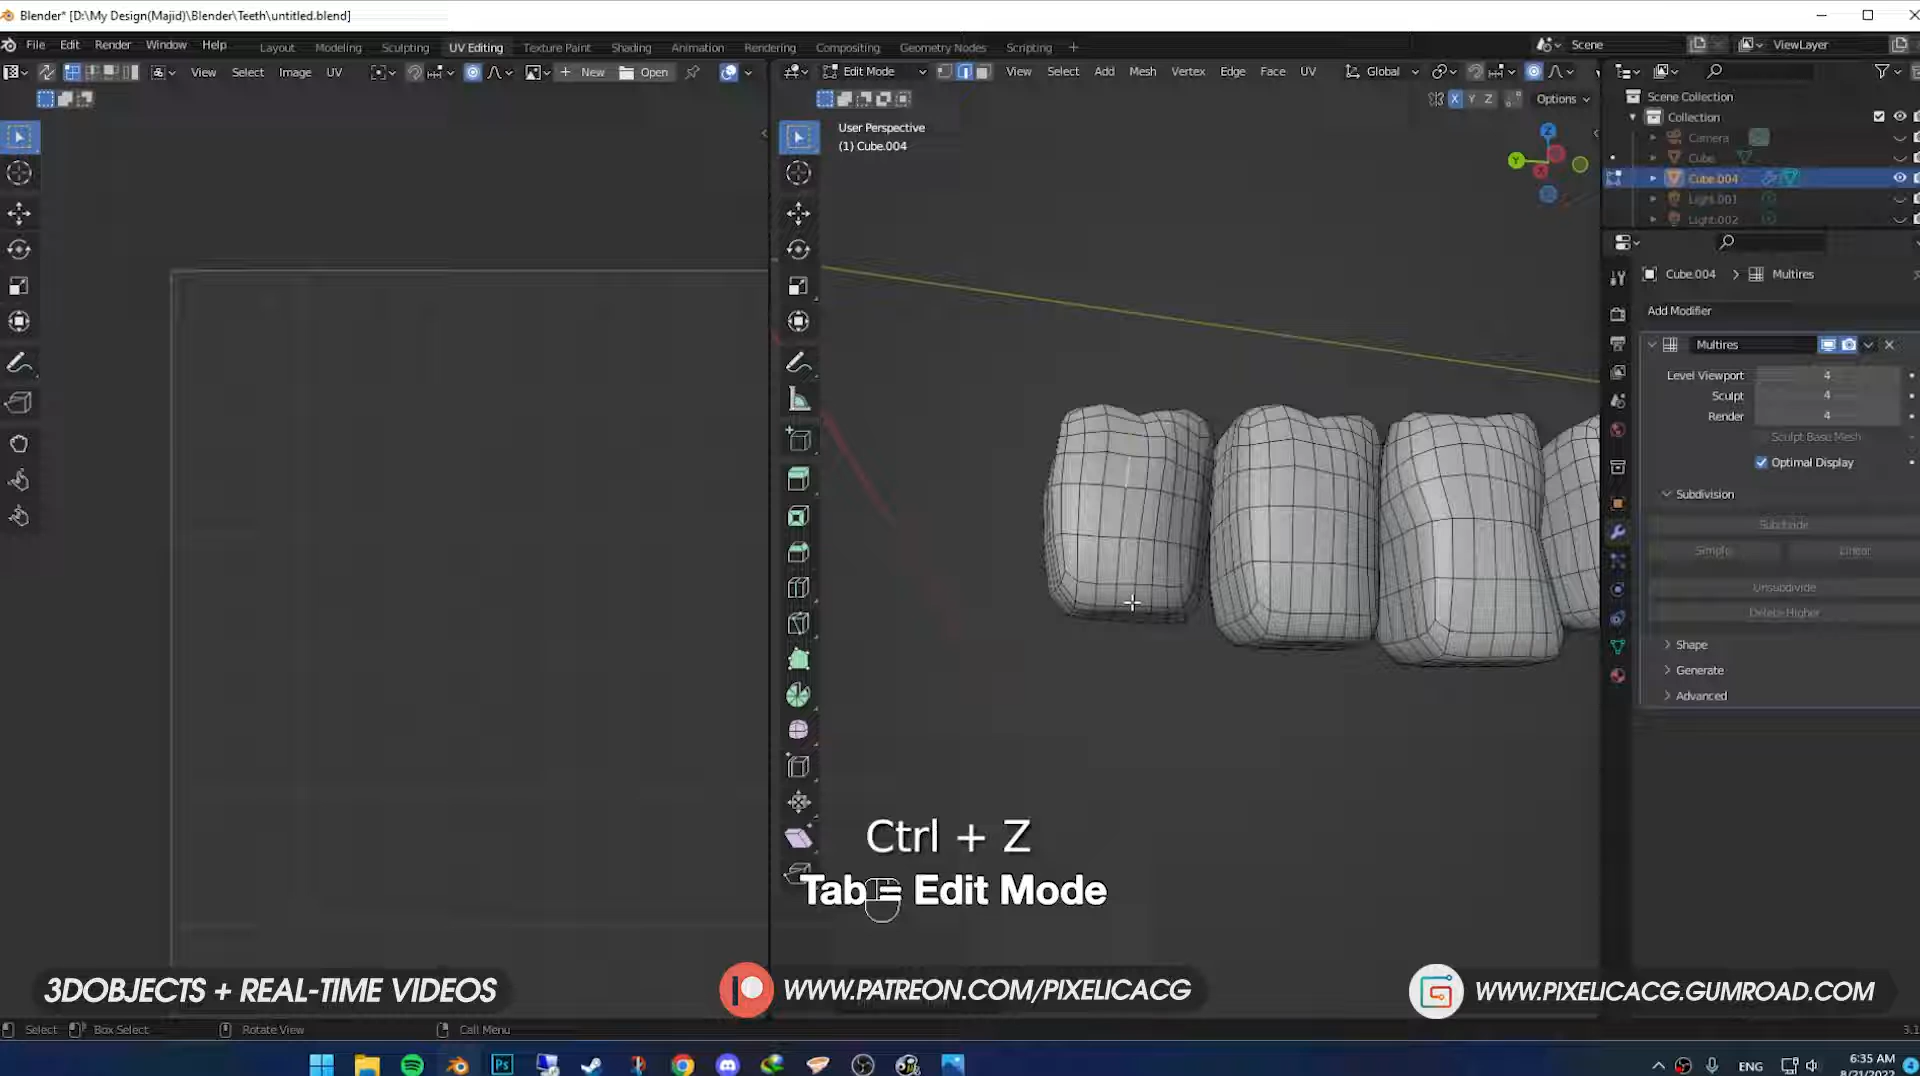 Blender* [D:\My Design(Majid)\Blender\Teeth\untitled.blend]
File Edit Render Window Help Layout Modeling Sculpting UV Editing Texture Paint Shading Animation Rendering Compositing Geometry Nodes Scripting + Scene ViewLayer
View Select Image UV New Open Edit Mode View Select Add Mesh Vertex Edge Face UV Global
X Y Z Options
Scene Collection
Collection
Camera
Cube
Cube.004
Light.001
Light.002
User Perspective
(1) Cube.004
Z
Y
X
Cube.004 > Multires
Add Modifier
Multires
Level Viewport 4
Sculpt 4
Render 4
Sculpt Base Mesh
Optimal Display
Subdivision
Subdivide
Simple Linear
Unsubdivide
Delete Higher
Shape
Generate
Advanced
Ctrl + Z
Tab = Edit Mode
3DOBJECTS + REAL-TIME VIDEOS
WWW.PATREON.COM/PIXELICACG
WWW.PIXELICACG.GUMROAD.COM
Select Box Select Rotate View Call Menu
Ps
ENG
6:35 AM
8/21/2022
4